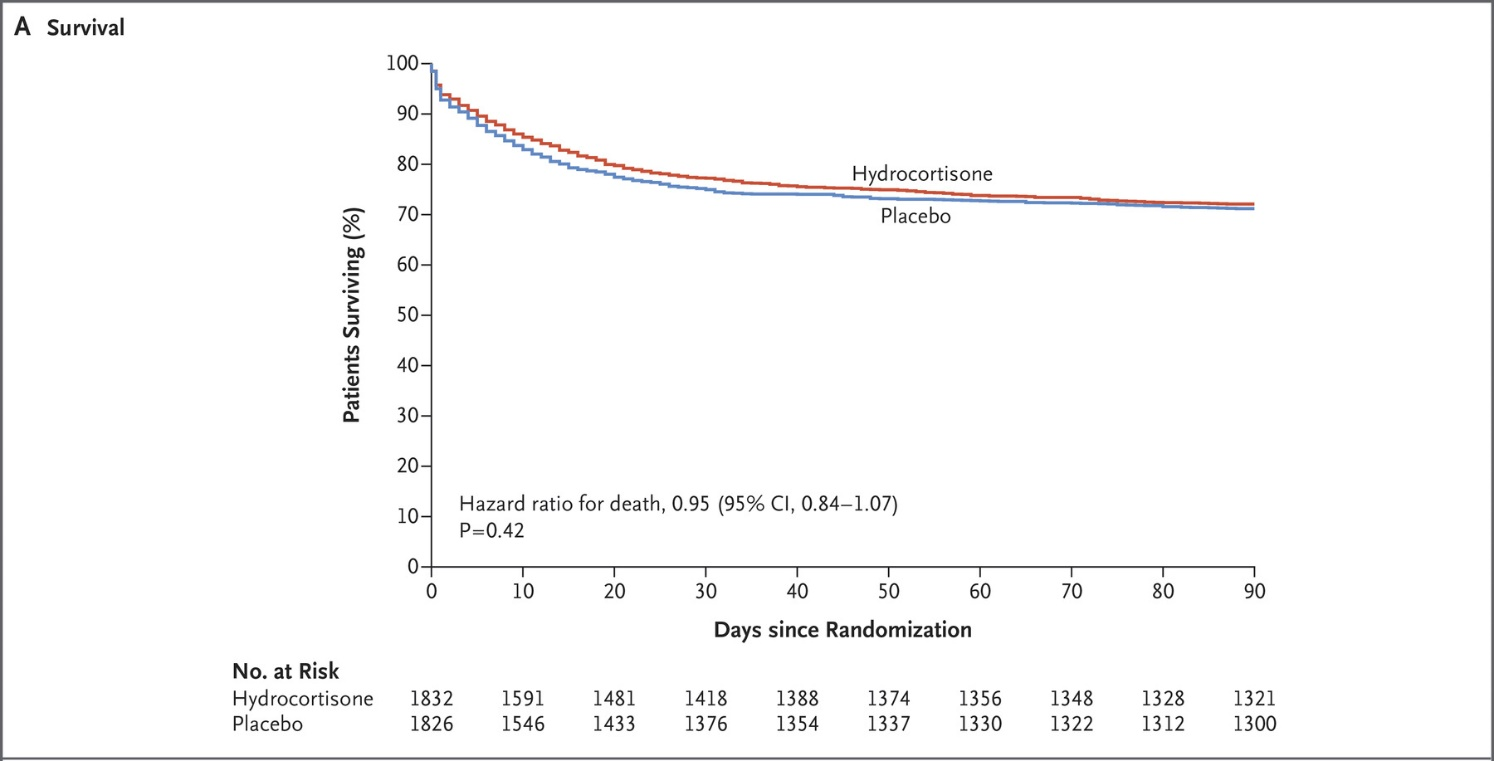 A Survival
100
90
80
70
60
50
40
30
20
10
0
Patients Surviving (%)
Hydrocortisone
Placebo
Hazard ratio for death, 0.95 (95% CI, 0.84–1.07)
P=0.42
0 10 20 30 40 50 60 70 80 90
Days since Randomization
No. at Risk
Hydrocortisone 1832 1591 1481 1418 1388 1374 1356 1348 1328 1321
Placebo 1826 1546 1433 1376 1354 1337 1330 1322 1312 1300